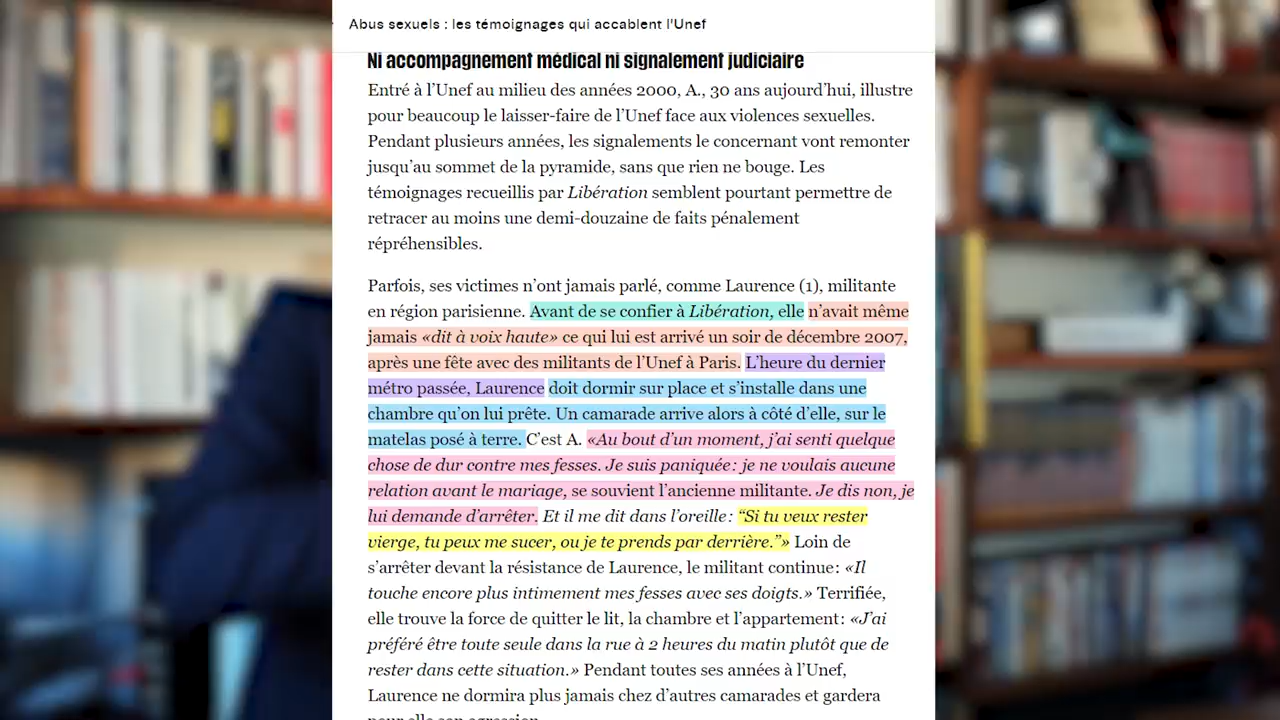 Abus sexuels : les témoignages qui accablent l'Unef
Ni accompagnement médical ni signalement judiciaire
Entré à l’Unef au milieu des années 2000, A., 30 ans aujourd’hui, illustre
pour beaucoup le laisser-faire de l’Unef face aux violences sexuelles.
Pendant plusieurs années, les signalements le concernant vont remonter
jusqu’au sommet de la pyramide, sans que rien ne bouge. Les
témoignages recueillis par Libération semblent pourtant permettre de
retracer au moins une demi-douzaine de faits pénalement
répréhensibles.
Parfois, ses victimes n’ont jamais parlé, comme Laurence (1), militante
en région parisienne. Avant de se confier à Libération, elle n’avait même
jamais «dit à voix haute» ce qui lui est arrivé un soir de décembre 2007,
après une fête avec des militants de l’Unef à Paris. L’heure du dernier
métro passée, Laurence doit dormir sur place et s’installe dans une
chambre qu’on lui prête. Un camarade arrive alors à côté d’elle, sur le
matelas posé à terre. C’est A. «Au bout d’un moment, j’ai senti quelque
chose de dur contre mes fesses. Je suis paniquée : je ne voulais aucune
relation avant le mariage, se souvient l’ancienne militante. Je dis non, je
lui demande d’arrêter. Et il me dit dans l’oreille : “Si tu veux rester
vierge, tu peux me sucer, ou je te prends par derrière.”» Loin de
s’arrêter devant la résistance de Laurence, le militant continue : «Il
touche encore plus intimement mes fesses avec ses doigts.» Terrifiée,
elle trouve la force de quitter le lit, la chambre et l’appartement : «J’ai
préféré être toute seule dans la rue à 2 heures du matin plutôt que de
rester dans cette situation.» Pendant toutes ses années à l’Unef,
Laurence ne dormira plus jamais chez d’autres camarades et gardera
pour elle son agression.